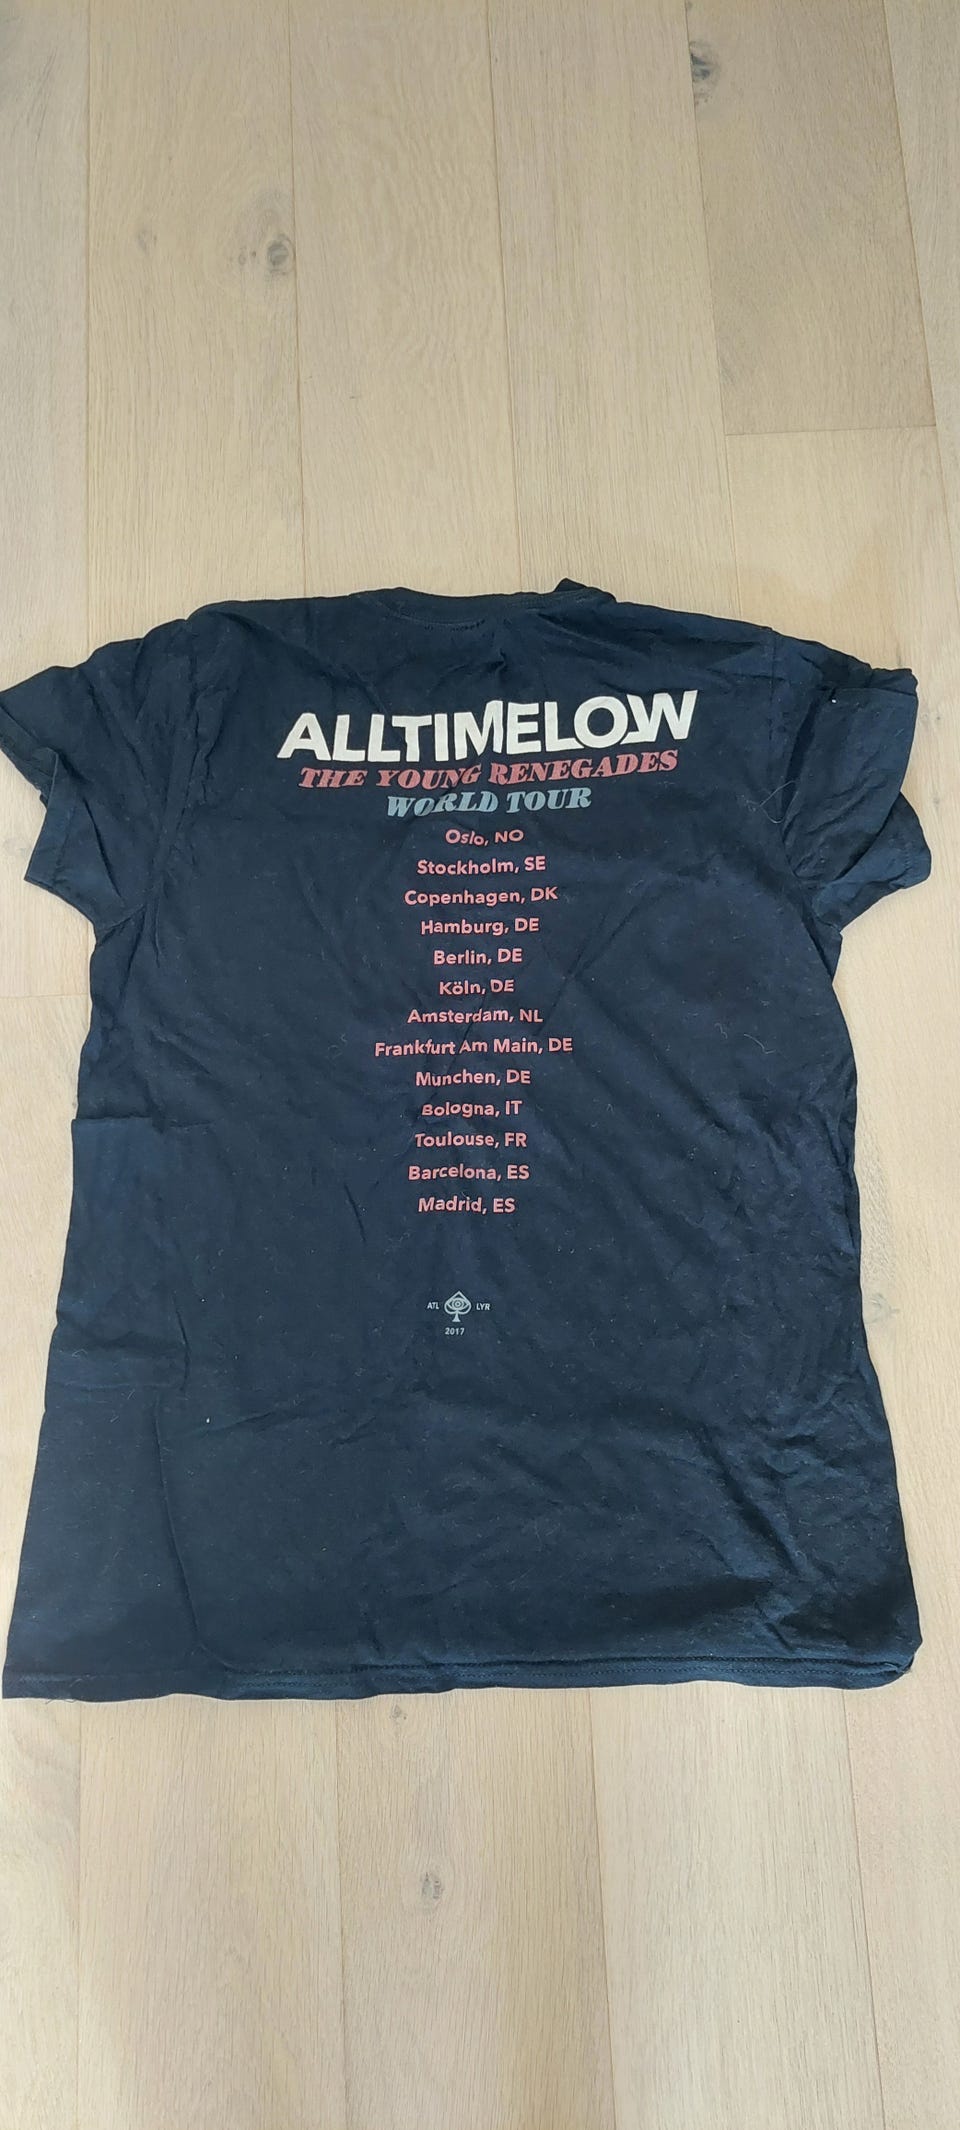 ALLTIMELOW
THE YOUNG RENEGADES
WORLD TOUR
Oslo, NO
Stockholm, SE
Copenhagen, DK
Hamburg, DE
Berlin, DE
Köln, DE
Amsterdam, NL
Frankfurt Am Main, DE
Munchen, DE
Bologna, IT
Toulouse, FR
Barcelona, ES
Madrid, ES
ATL LYR
2017